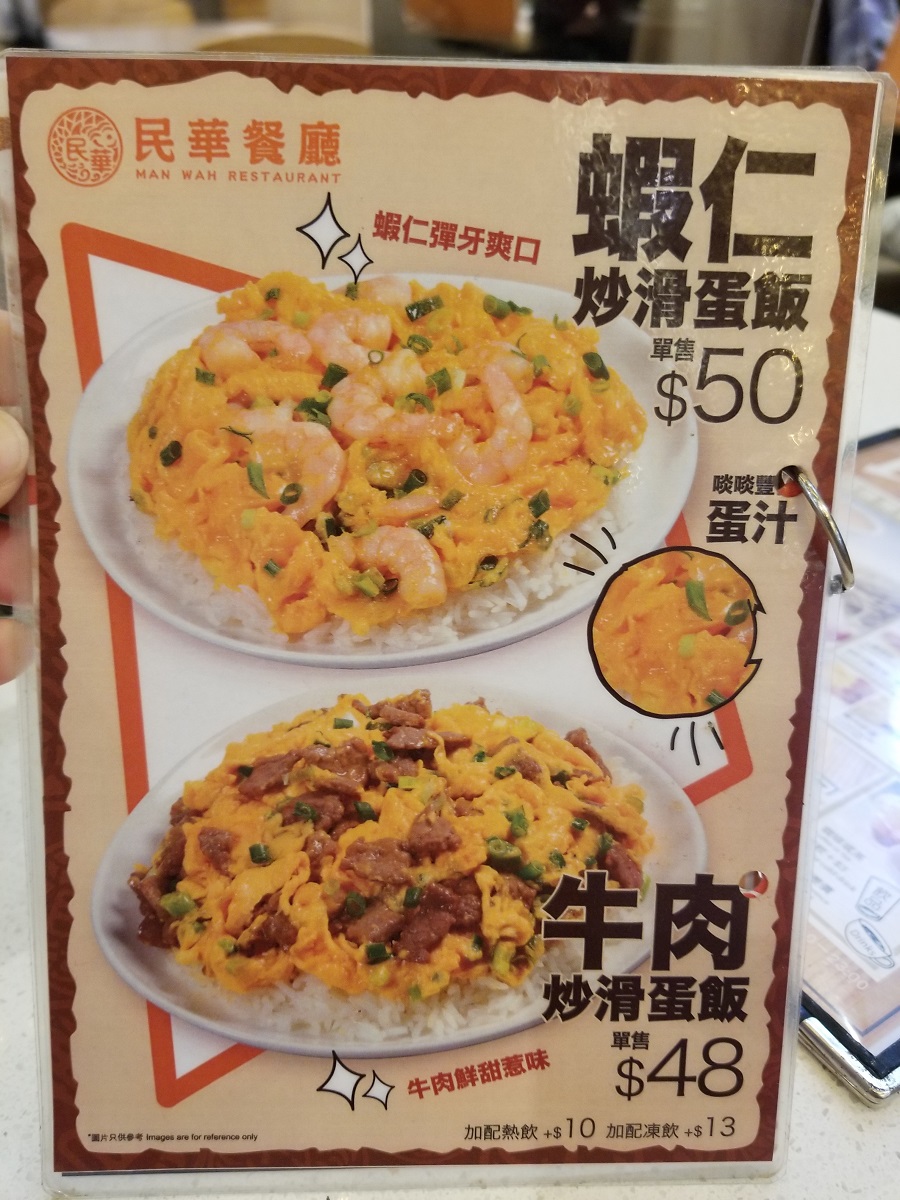 民華
民華餐廳
MAN WAH RESTAURANT
蝦仁彈牙爽口
蝦仁
炒滑蛋飯
單售
$50
啖啖豐
蛋汁
牛肉
炒滑蛋飯
單售
$48
牛肉鮮甜惹味
*圖片只供參考 Images are for reference only
加配熱飲 +$10 加配凍飲 +$13